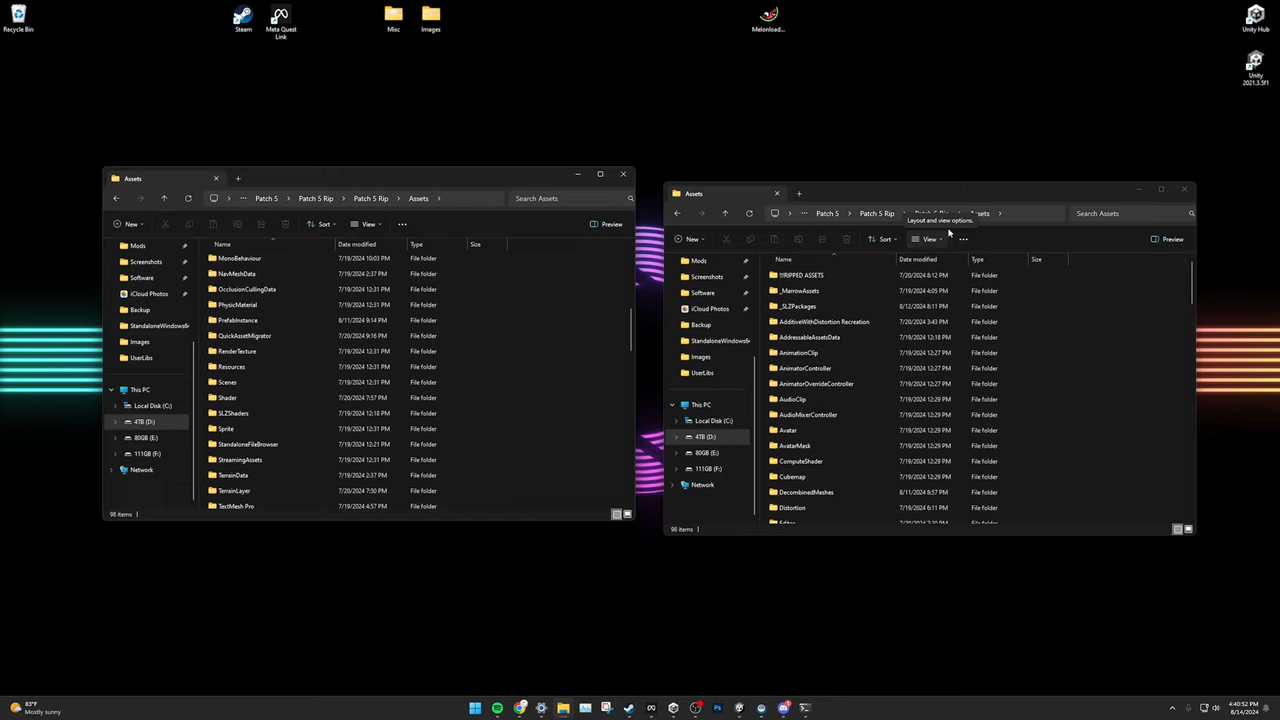 Recycle Bin
Steam
Meta Quest
Link
Misc
Images
Melonload...
Unity Hub
Unity
2021.3.5f1
Assets
Patch 5
Patch 5 Rip
Patch 5 Rip
Assets
Search Assets
New
Sort
View
Preview
Name
Date modified
Type
Size
Mods
Screenshots
Software
iCloud Photos
Backup
StandaloneWindows6
Images
UserLibs
This PC
Local Disk (C:)
4TB (D:)
80GB (E:)
111GB (F:)
Network
MonoBehaviour 7/19/2024 10:03 PM File folder
NavMeshData 7/19/2024 2:37 PM File folder
OcclusionCullingData 7/19/2024 12:31 PM File folder
PhysicMaterial 7/19/2024 12:31 PM File folder
PrefabInstance 8/11/2024 9:14 PM File folder
QuickAssetMigrator 7/20/2024 9:16 PM File folder
RenderTexture 7/19/2024 12:31 PM File folder
Resources 7/19/2024 12:31 PM File folder
Scenes 7/19/2024 12:31 PM File folder
Shader 7/20/2024 7:57 PM File folder
SLZShaders 7/19/2024 12:18 PM File folder
Sprite 7/19/2024 12:31 PM File folder
StandaloneFileBrowser 7/19/2024 12:31 PM File folder
StreamingAssets 7/19/2024 12:31 PM File folder
TerrainData 7/19/2024 12:31 PM File folder
TerrainLayer 7/20/2024 7:50 PM File folder
TextMesh Pro 7/19/2024 4:57 PM File folder
98 items
Assets
Patch 5
Patch 5 Rip
Assets
Search Assets
Layout and view options.
New
Sort
View
Preview
Name
Date modified
Type
Size
Mods
Screenshots
Software
iCloud Photos
Backup
StandaloneWindows6
Images
UserLibs
This PC
Local Disk (C:)
4TB (D:)
80GB (E:)
111GB (F:)
Network
!!!RIPPED ASSETS 7/20/2024 8:12 PM File folder
_MarrowAssets 7/19/2024 4:05 PM File folder
_SLZPackages 8/12/2024 8:11 PM File folder
AdditiveWithDistortion Recreation 7/20/2024 3:43 PM File folder
AddressableAssetsData 7/19/2024 12:18 PM File folder
AnimationClip 7/19/2024 12:27 PM File folder
AnimatorController 7/19/2024 12:27 PM File folder
AnimatorOverrideController 7/19/2024 12:27 PM File folder
AudioClip 7/19/2024 12:29 PM File folder
AudioMixerController 7/19/2024 12:29 PM File folder
Avatar 7/19/2024 12:29 PM File folder
AvatarMask 7/19/2024 12:29 PM File folder
ComputeShader 7/19/2024 12:29 PM File folder
Cubemap 7/19/2024 12:29 PM File folder
DecombinedMeshes 8/11/2024 8:57 PM File folder
Distortion 7/19/2024 6:11 PM File folder
98 items
83°F
Mostly sunny
4:40:52 PM
8/14/2024